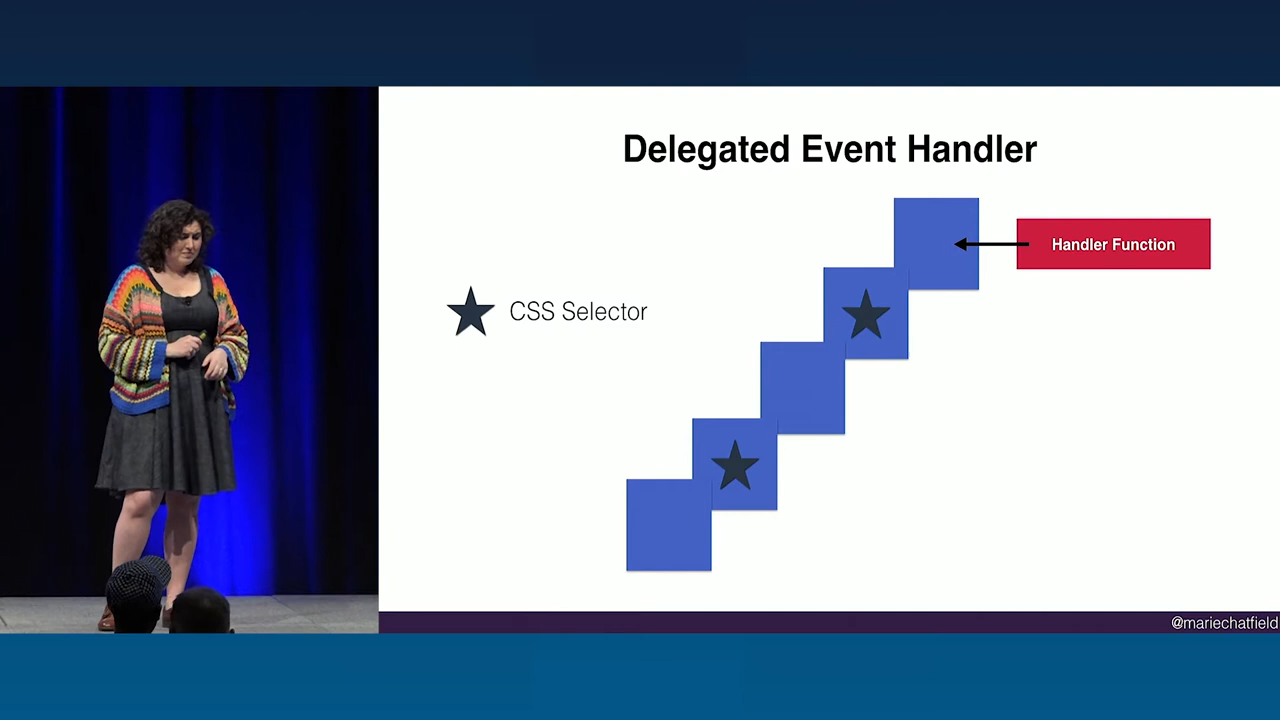 Delegated Event Handler
Handler Function
CSS Selector
@mariechatfield